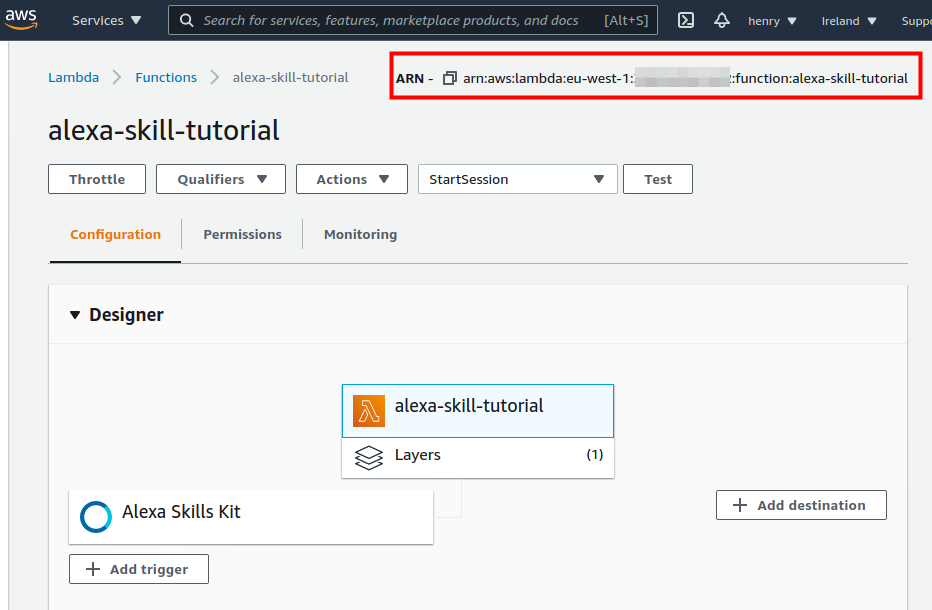 aws Services Search for services, features, marketplace products, and docs [Alt+S] henry Ireland Suppo
Lambda Functions alexa-skill-tutorial
ARN - arn:aws:lambda:eu-west-1: :function:alexa-skill-tutorial
alexa-skill-tutorial
Throttle Qualifiers Actions StartSession Test
Configuration Permissions Monitoring
Designer
alexa-skill-tutorial
Layers (1)
Alexa Skills Kit
+ Add destination
+ Add trigger